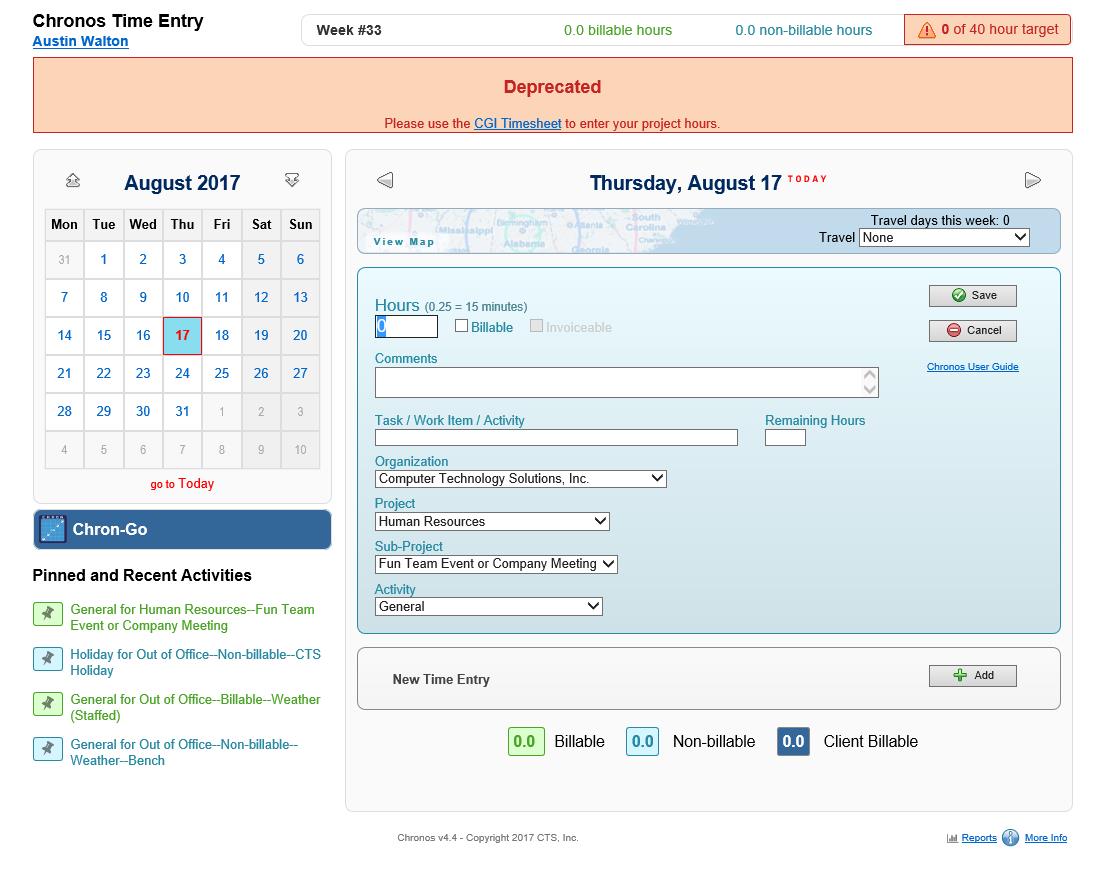 Chronos Time Entry
Austin Walton
Week #33
0.0 billable hours
0.0 non-billable hours
0 of 40 hour target
Deprecated
Please use the CGI Timesheet to enter your project hours.
August 2017
Mon Tue Wed Thu Fri Sat Sun
31 1 2 3 4 5 6
7 8 9 10 11 12 13
14 15 16 17 18 19 20
21 22 23 24 25 26 27
28 29 30 31 1 2 3
4 5 6 7 8 9 10
go to Today
Chron-Go
Pinned and Recent Activities
General for Human Resources--Fun Team
Event or Company Meeting
Holiday for Out of Office--Non-billable--CTS
Holiday
General for Out of Office--Billable--Weather
(Staffed)
General for Out of Office--Non-billable--
Weather--Bench
Thursday, August 17 TODAY
View Map
Mississippi
Birmingham
Alabama
Atlanta
South
Carolina
Travel days this week: 0
Travel None
Hours (0.25 = 15 minutes)
0
Billable
Invoiceable
Save
Cancel
Chronos User Guide
Comments
Task / Work Item / Activity
Remaining Hours
Organization
Computer Technology Solutions, Inc.
Project
Human Resources
Sub-Project
Fun Team Event or Company Meeting
Activity
General
New Time Entry
Add
0.0 Billable
0.0 Non-billable
0.0 Client Billable
Chronos v4.4 - Copyright 2017 CTS, Inc.
Reports
More Info